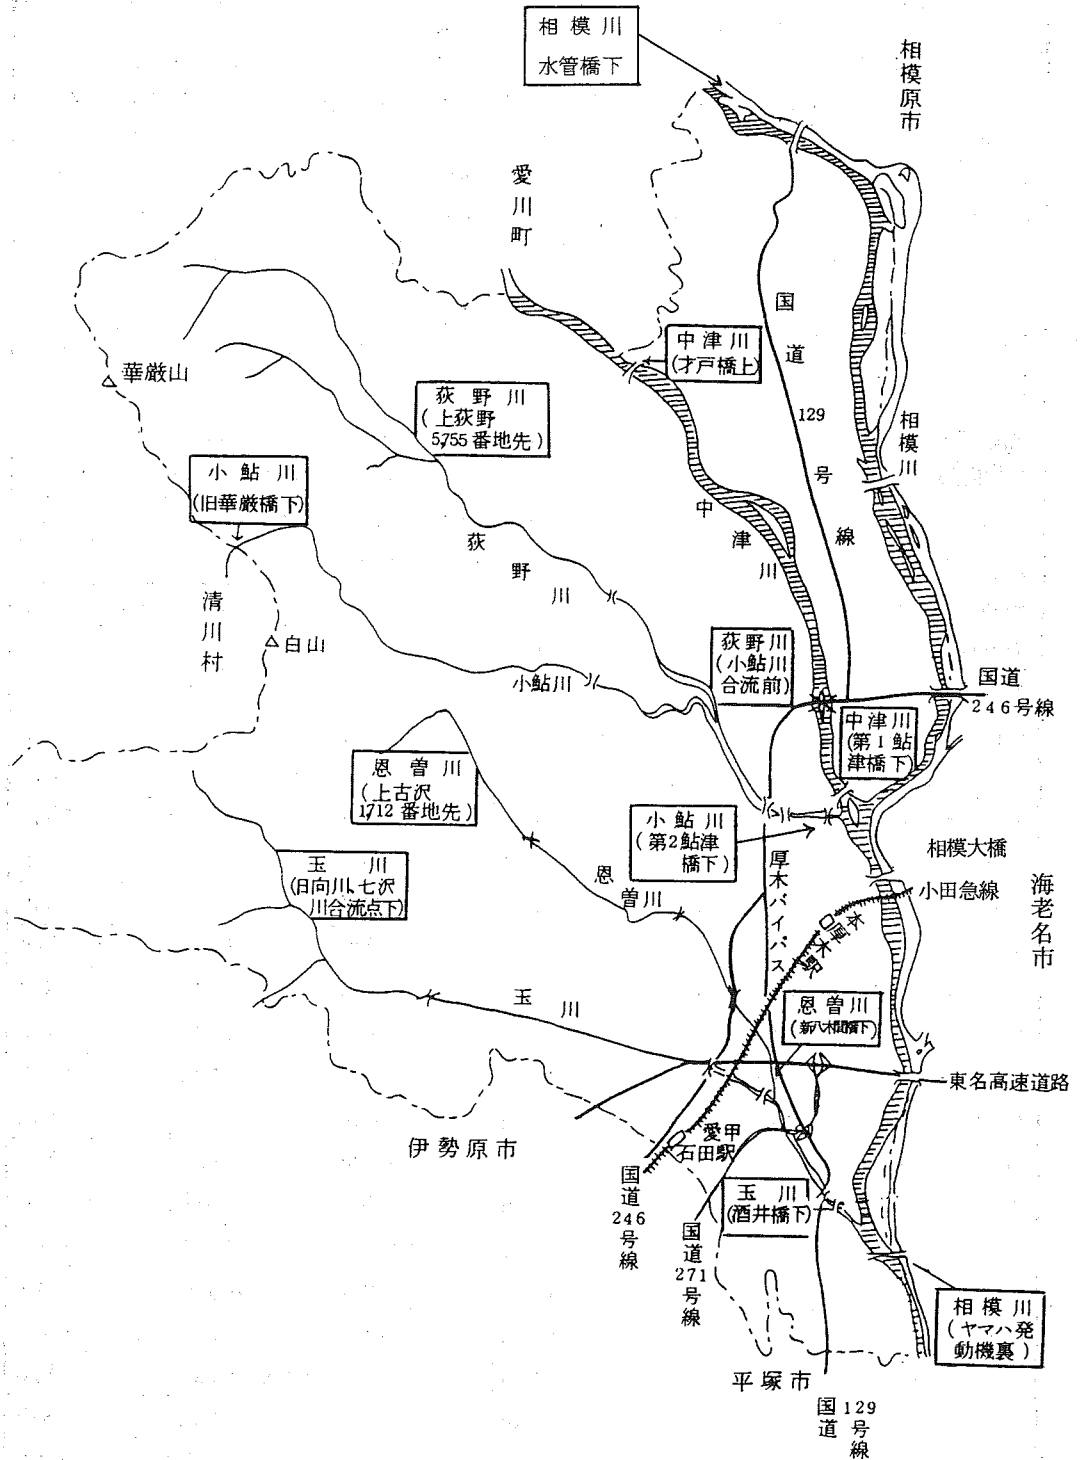 相模川
水管橋下
相模原市
愛川町
国道129号線
中津川
(才戸橋上)
華厳山
荻野川
(上荻野
5,755番地先)
相模川
小鮎川
(旧華厳橋下)
中津川
荻野川
清川村
白山
荻野川
(小鮎川
合流前)
小鮎川
国道
246号線
中津川
(第1鮎
津橋下)
恩曽川
(上古沢
1,712番地先)
小鮎川
(第2鮎津
橋下)
相模大橋
玉川
(日向川、七沢
川合流点下)
恩曽川
厚木バイパス
小田急線
海老名市
本厚木駅
玉川
恩曽川
(新八木間橋下)
東名高速道路
伊勢原市
愛甲
石田駅
国道246号線
玉川
(酒井橋下)
国道271号線
相模川
(ヤマハ発
動機裏)
平塚市
国道
129号線